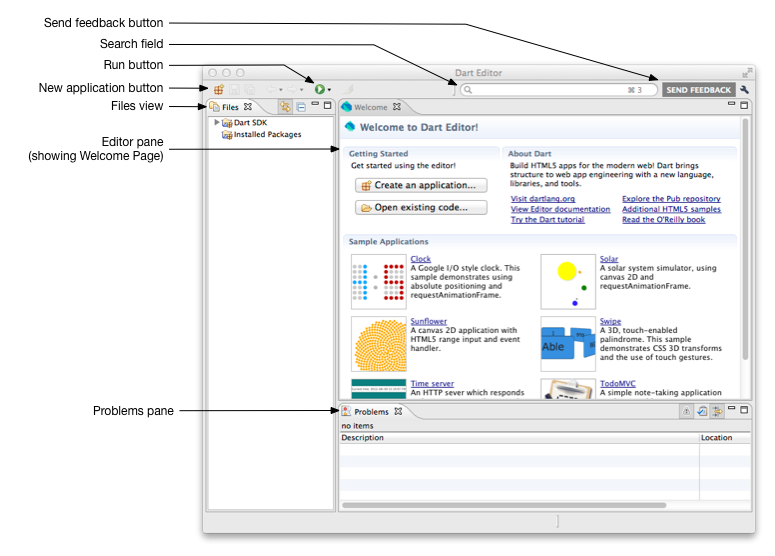 Send feedback button
Search field
Run button
New application button
Files view
Editor pane
(showing Welcome Page)
Problems pane
Dart Editor
⌘ 3
SEND FEEDBACK
Files
Dart SDK
Installed Packages
Welcome
Welcome to Dart Editor!
Getting Started
Get started using the editor!
Create an application...
Open existing code...
About Dart
Build HTML5 apps for the modern web! Dart brings
structure to web app engineering with a new language,
libraries, and tools.
Visit dartlang.org
Explore the Pub repository
View Editor documentation
Additional HTML5 samples
Try the Dart tutorial
Read the O'Reilly book
Sample Applications
Clock
A Google I/O style clock. This
sample demonstrates using
absolute positioning and
requestAnimationFrame.
Solar
A solar system simulator, using
canvas 2D and
requestAnimationFrame.
Sunflower
A canvas 2D application with
HTML5 range input and event
handler.
Able
Swipe
A 3D, touch-enabled
palindrome. This sample
demonstrates CSS 3D transforms
and the use of touch gestures.
Time server
An HTTP sever which responds
TodoMVC
A simple note-taking application
Problems
no items
Description
Location